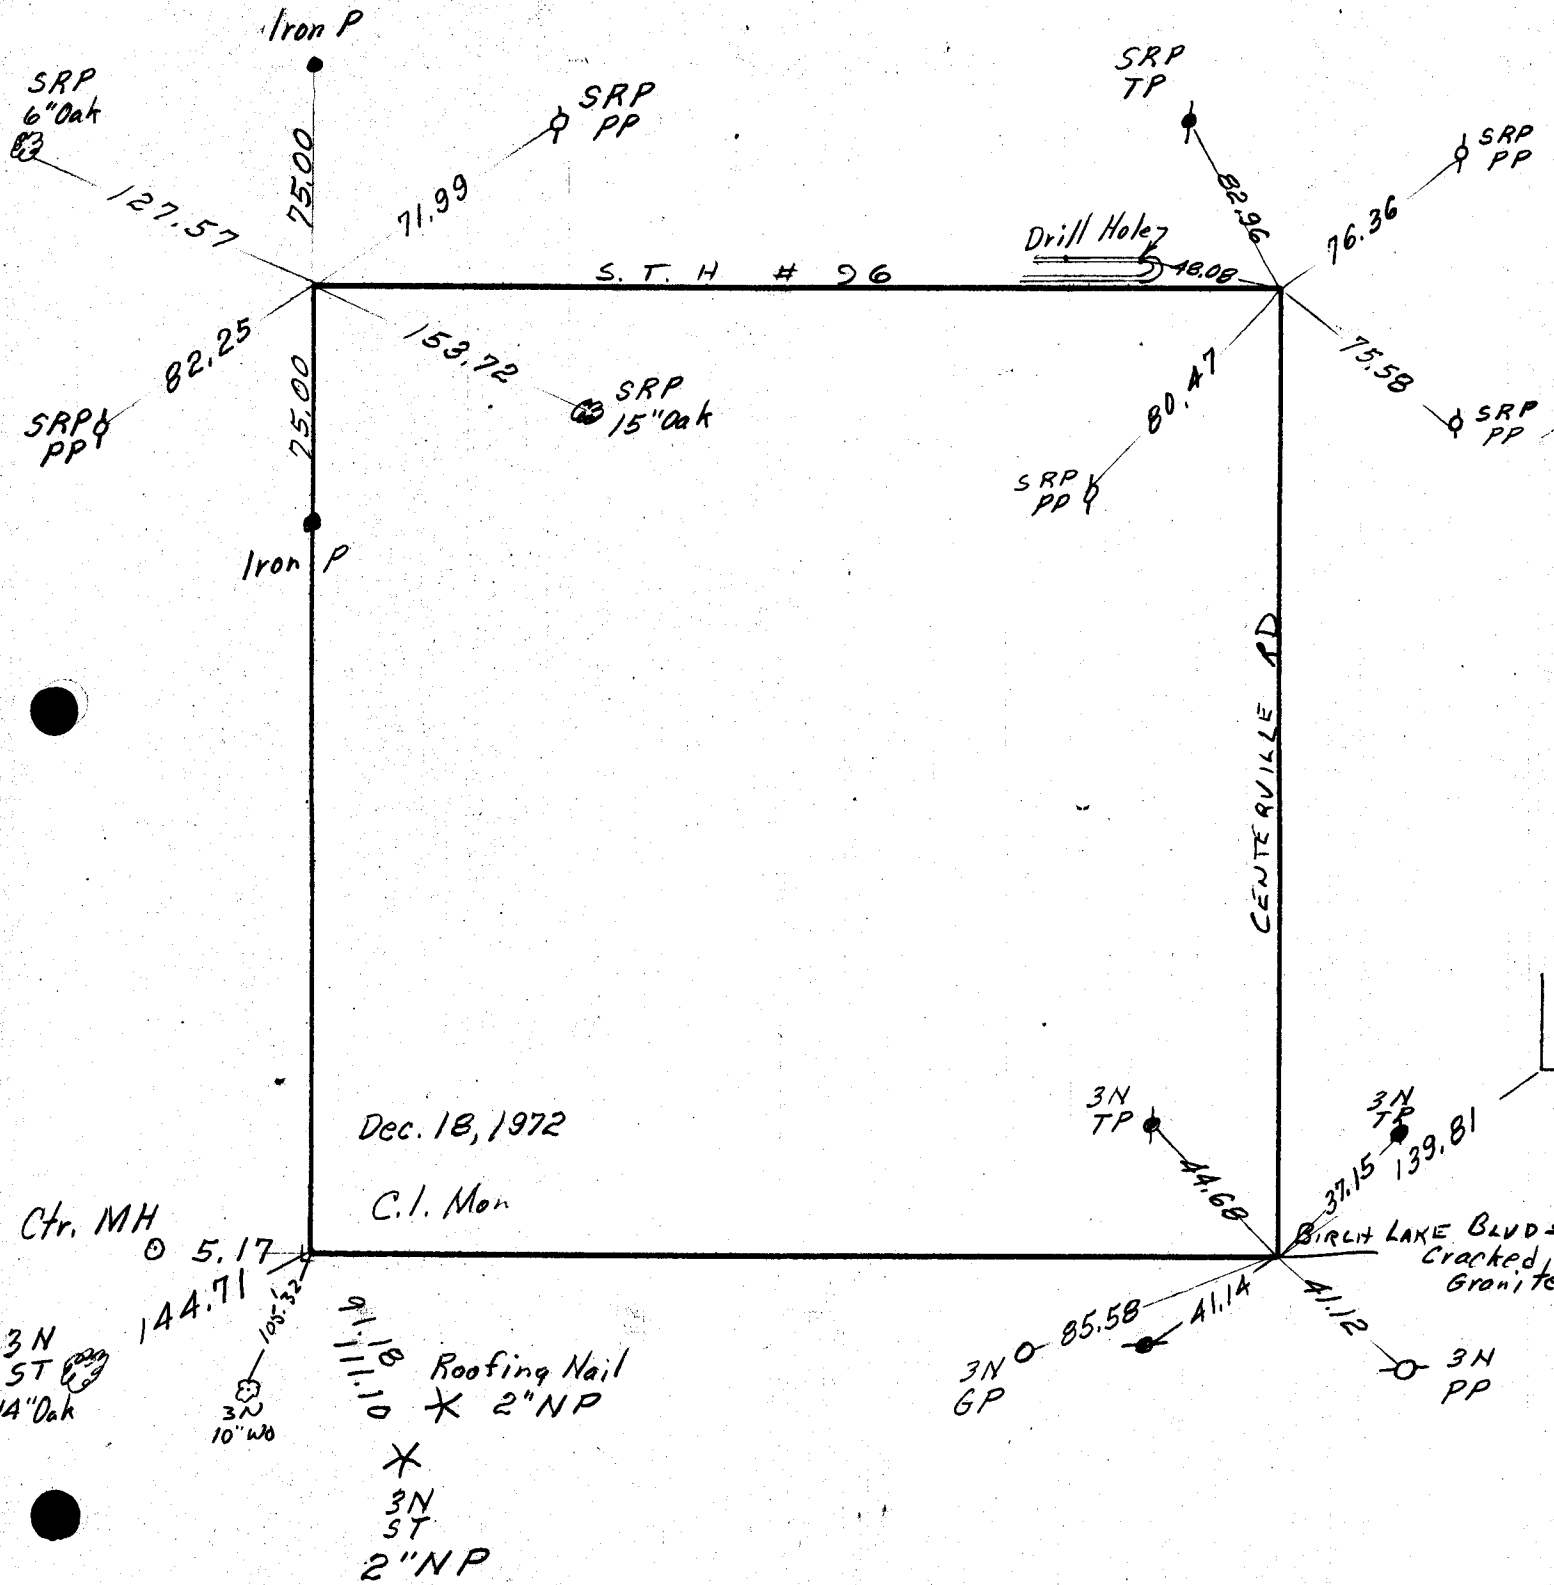 Iron P
SRP
6"Oak
127.57
75.00
71.99
SRP
PP
SRP
TP
82.96
SRP
PP
76.36
Drill Hole
48.08
S. T. H # 96
82.25
SRP
PP
75.00
153.72
SRP
15"Oak
80.47
SRP
PP
75.58
SRP
PP
Iron P
CENTERVILLE RD
Dec. 18, 1972
C.I. Mon
3N
TP
44.68
3N
TP
37.15
139.81
Ctr. MH
5.17
144.71
105.32
3N
ST
14"Oak
3N
10"WO
91.18
111.10
Roofing Nail
2"NP
3N
ST
2"NP
BIRCH LAKE BLVD
Cracked
Granite
85.58
3N
GP
41.14
41.12
3N
PP